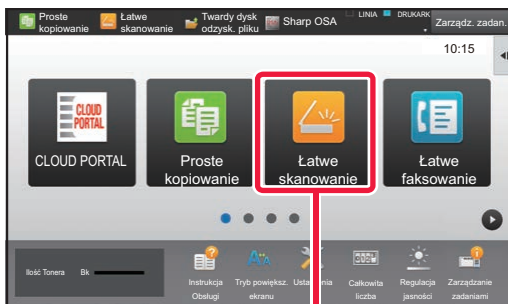 Proste kopiowanie
Łatwe skanowanie
Twardy dysk odzysk. pliku
Sharp OSA
LINIA
DRUKARK
Zarządz. zadan.
10:15
CLOUD PORTAL
CLOUD PORTAL
Proste
kopiowanie
Łatwe
skanowanie
Łatwe
faksowanie
Ilość Tonera
Bk
Instrukcja
Obsługi
Tryb powiększ.
ekranu
Całkowita
liczba
Regulacja
jasności
Zarządzanie
zadaniami